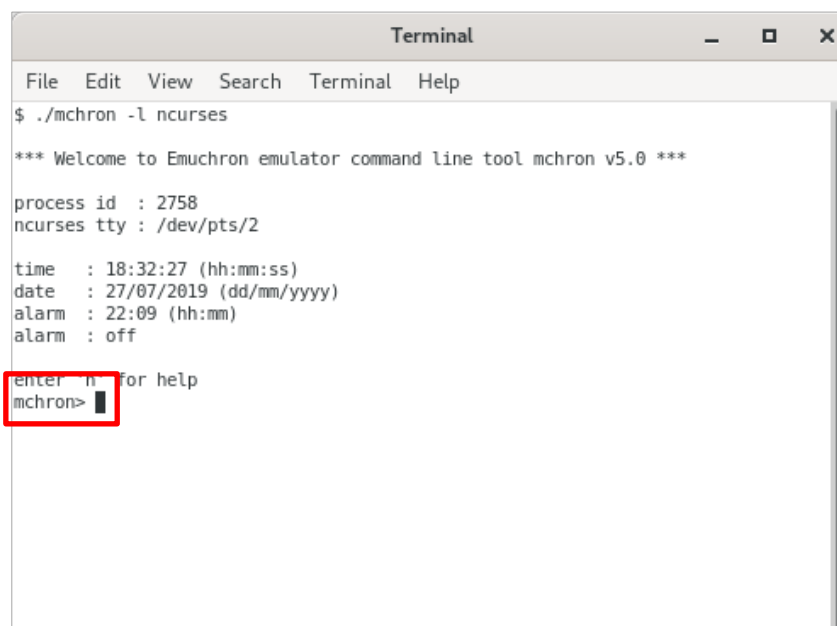 Terminal
File Edit View Search Terminal Help
$ ./mchron -l ncurses
*** Welcome to Emuchron emulator command line tool mchron v5.0 ***
process id  : 2758
ncurses tty : /dev/pts/2
time   : 18:32:27 (hh:mm:ss)
date   : 27/07/2019 (dd/mm/yyyy)
alarm  : 22:09 (hh:mm)
alarm  : off
enter 'h' for help
mchron>